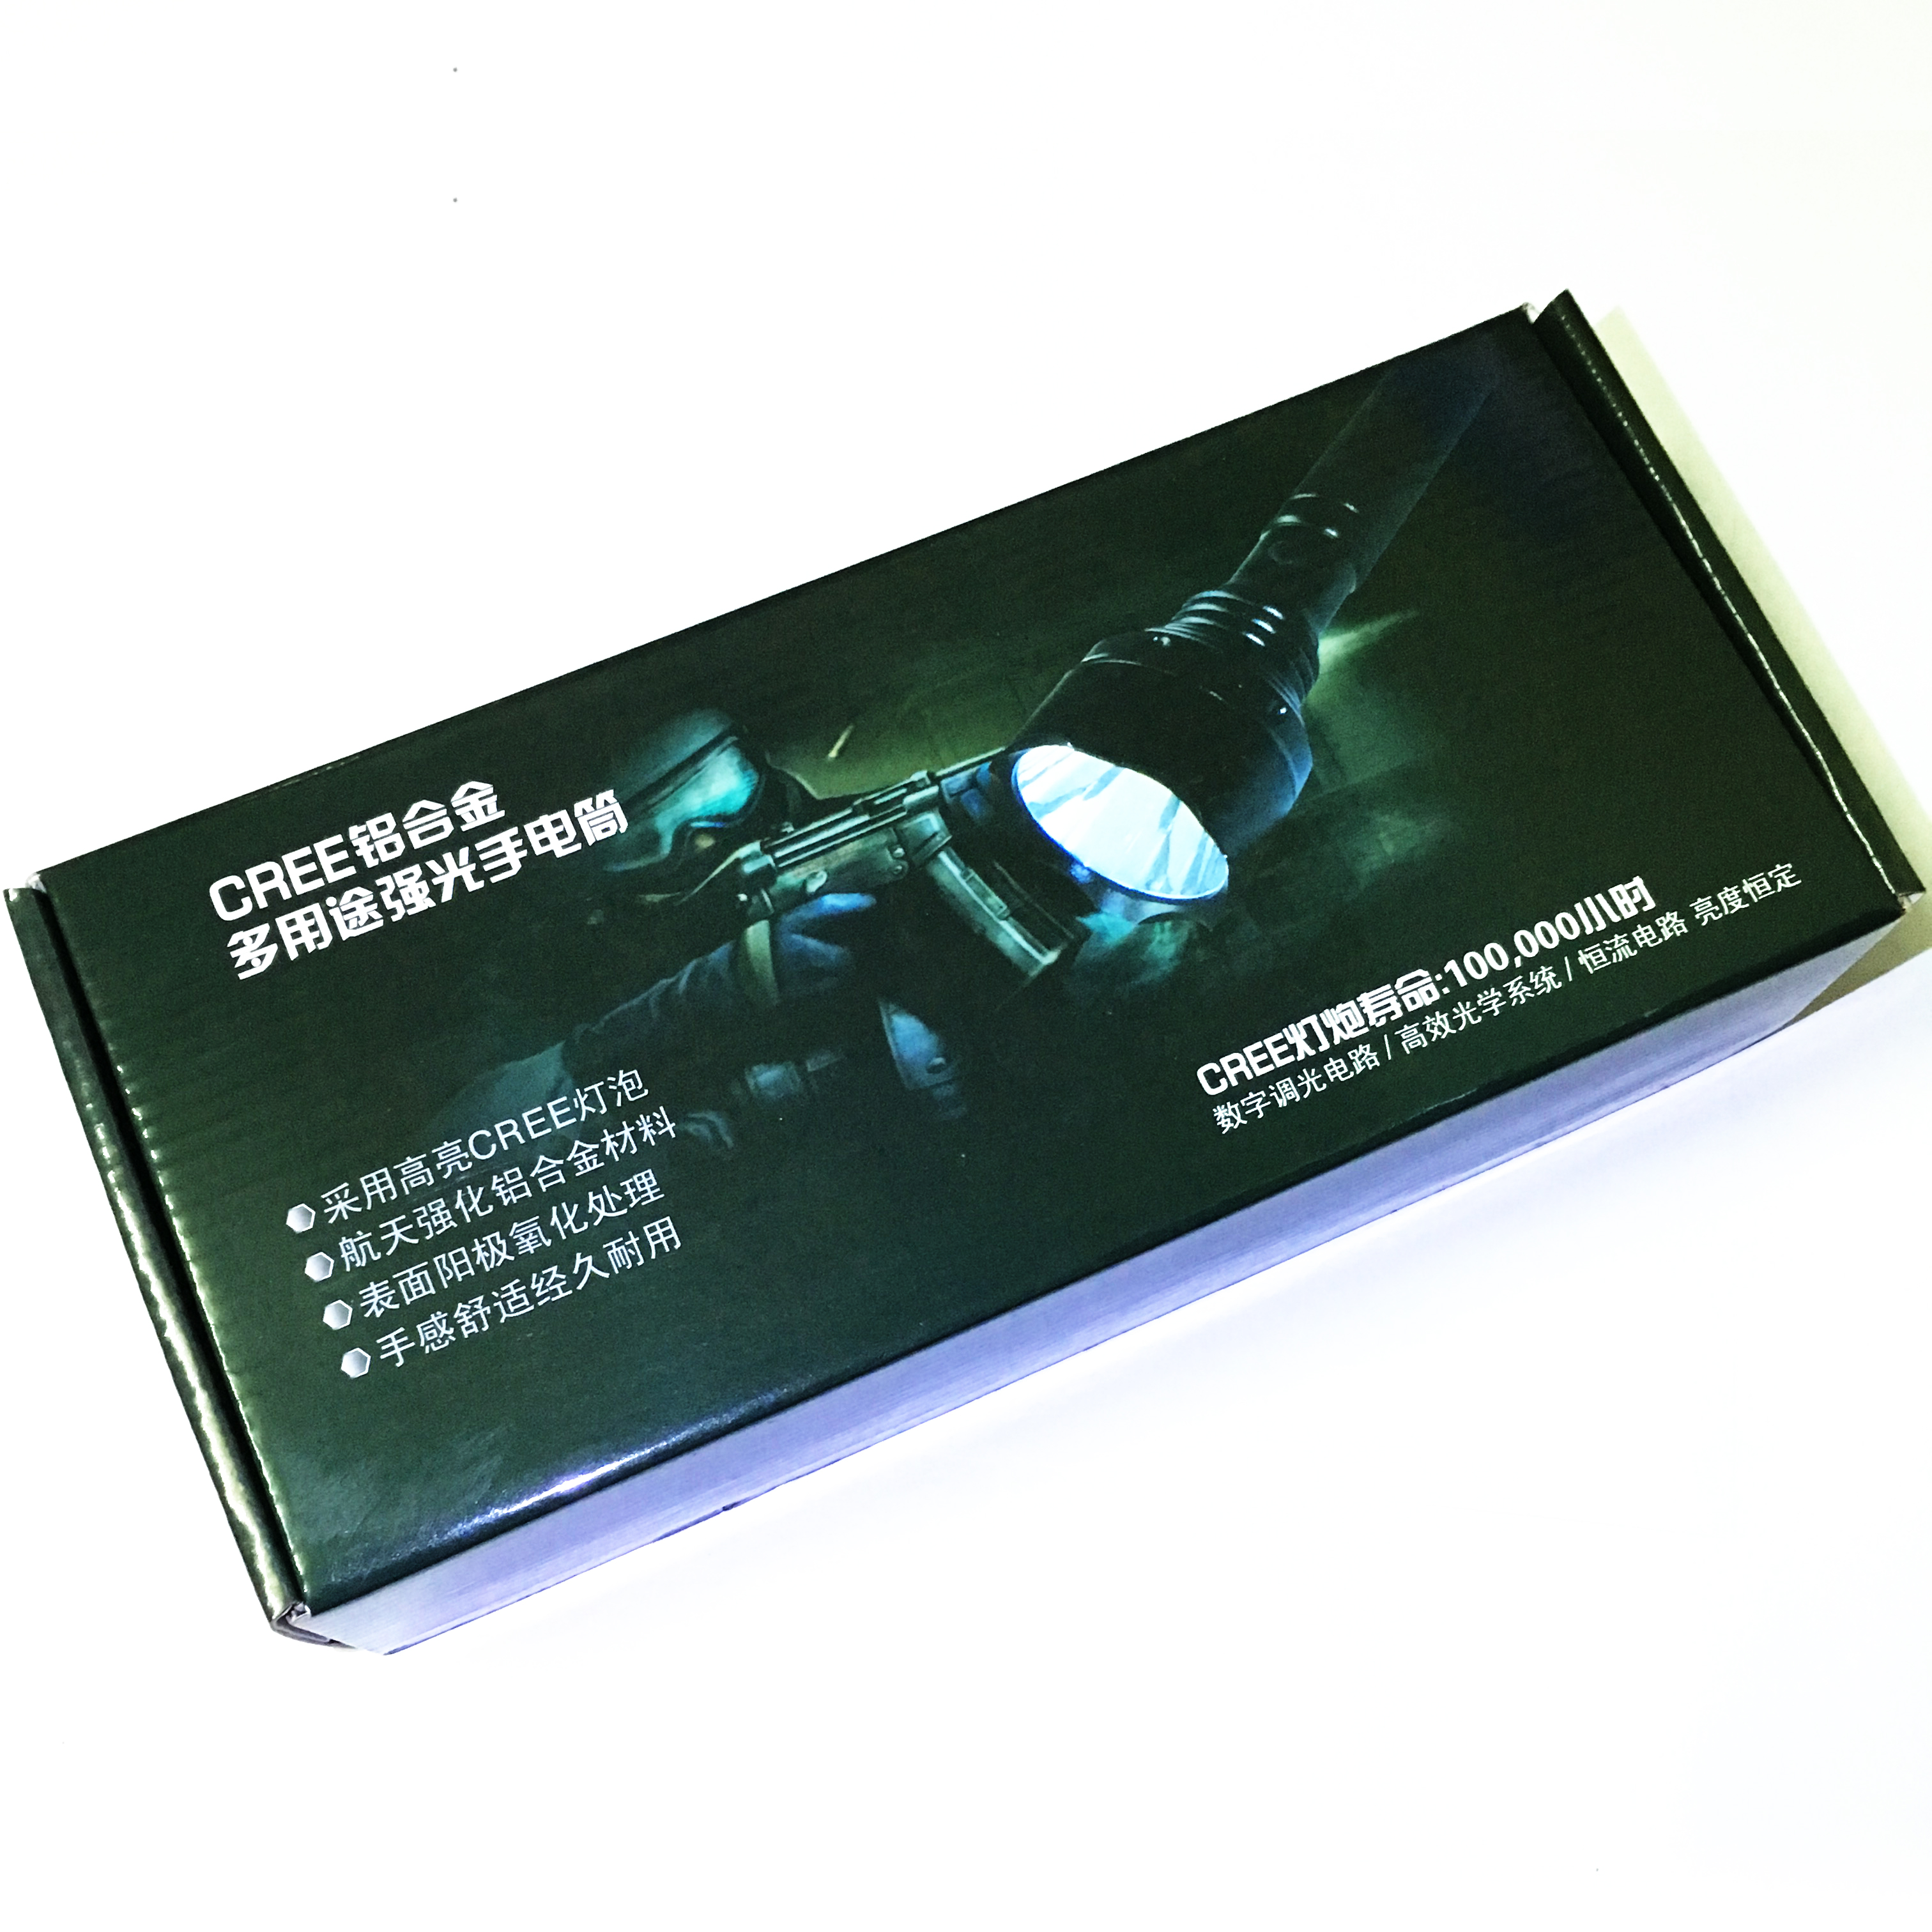 CREE铝合金
多用途强光手电筒
采用高亮CREE灯泡
航天强化铝合金材料
表面阳极氧化处理
手感舒适经久耐用
CREE灯炮寿命:100,000小时
数字调光电路 / 高效光学系统 / 恒流电路 亮度恒定